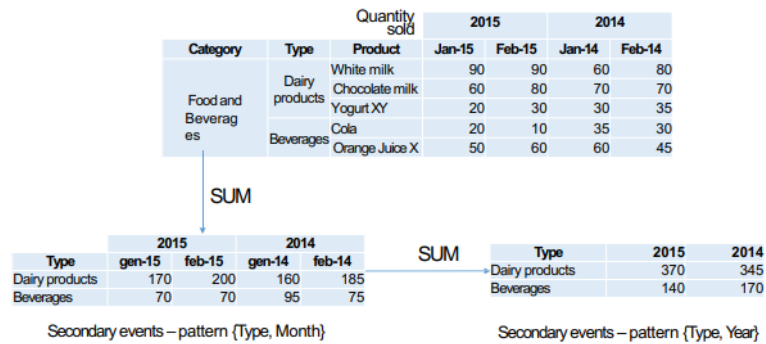 Quantity sold 2015 2014
Category Type Product Jan-15 Feb-15 Jan-14 Feb-14
Food and Beverag es Dairy products White milk 90 90 60 80
Chocolate milk 60 80 70 70
Yogurt XY 20 30 30 35
Beverages Cola 20 10 35 30
Orange Juice X 50 60 60 45
SUM
2015 2014
Type gen-15 feb-15 gen-14 feb-14
Dairy products 170 200 160 185
Beverages 70 70 95 75
Secondary events – pattern {Type, Month}
SUM
Type 2015 2014
Dairy products 370 345
Beverages 140 170
Secondary events – pattern {Type, Year}